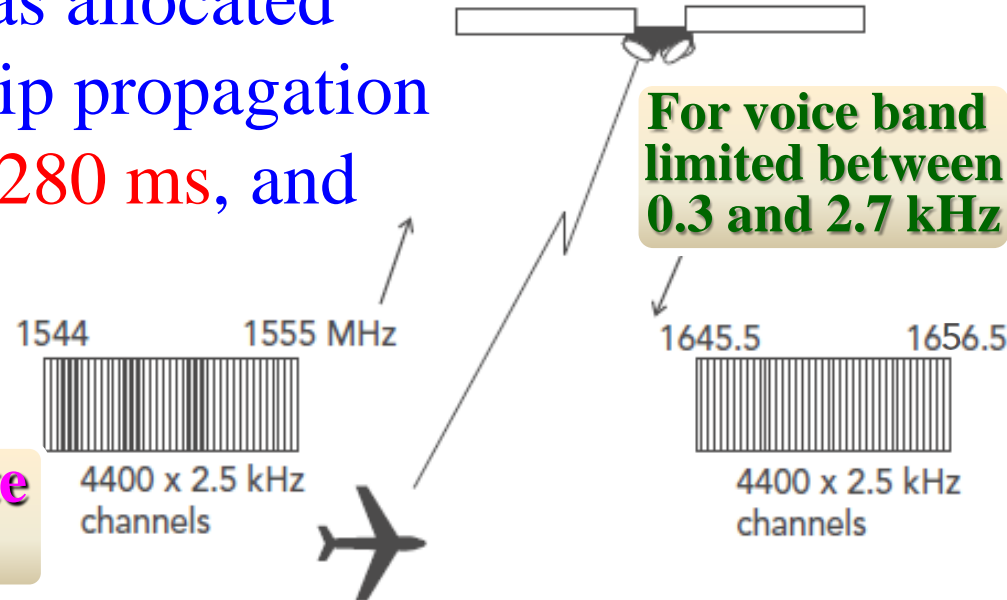 as allocated
ip propagation
280 ms, and
For voice band
limited between
0.3 and 2.7 kHz
1544 1555 MHz
1645.5 1656.5
4400 x 2.5 kHz
channels
4400 x 2.5 kHz
channels